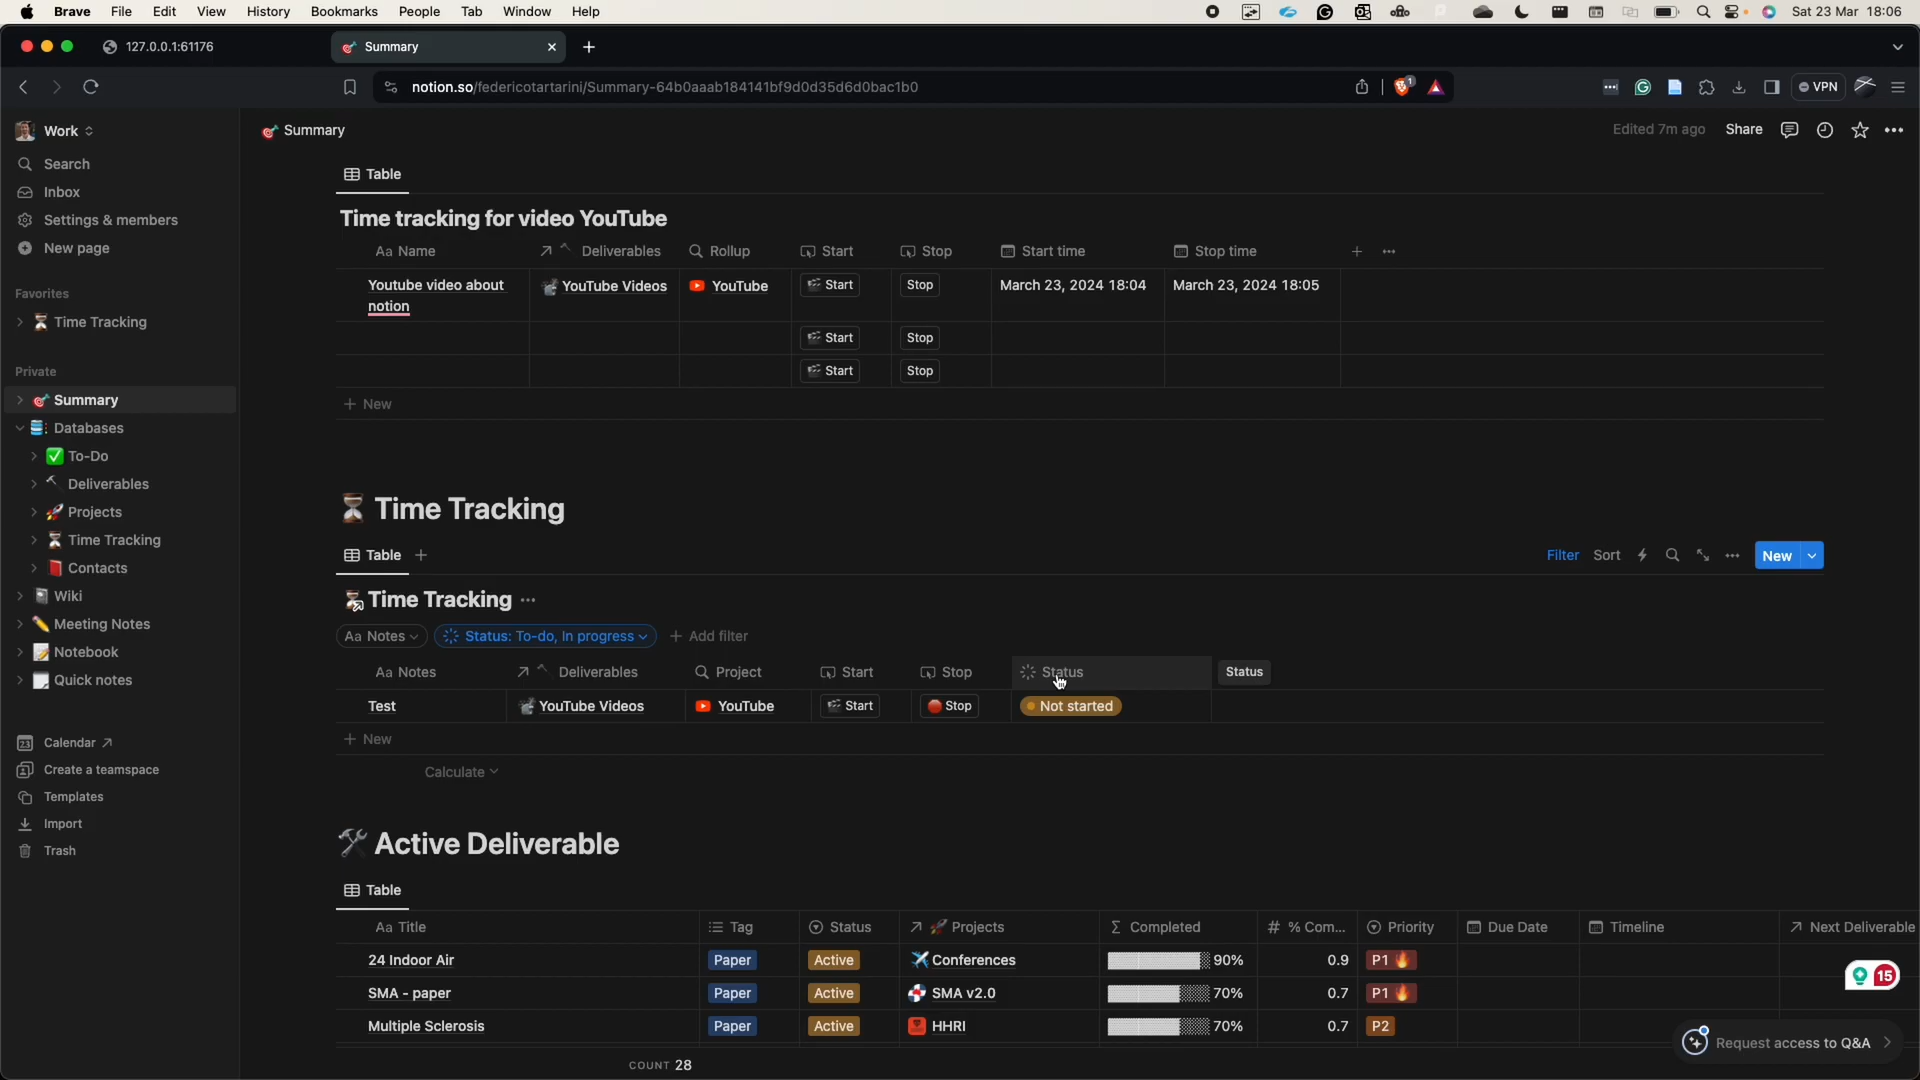 Brave File Edit View History Bookmarks People Tab Window Help Sat 23 Mar 18:06
127.0.0.1:61176 Summary
notion.so/federicotartarini/Summary-64b0aaab184141bf9d0d35d6d0bac1b0 VPN
Work
Search
Inbox
Settings & members
New page
Favorites
Time Tracking
Private
Summary
Databases
To-Do
Deliverables
Projects
Time Tracking
Contacts
Wiki
Meeting Notes
Notebook
Quick notes
Calendar
Create a teamspace
Templates
Import
Trash
Summary Edited 7m ago Share
Table
Time tracking for video YouTube
Aa Name Deliverables Rollup Start Stop Start time Stop time
Youtube video about YouTube Videos YouTube Start Stop March 23, 2024 18:04 March 23, 2024 18:05
notion
Start Stop
Start Stop
New
Time Tracking
Table Filter Sort New
Time Tracking
Aa Notes Status: To-do, In progress Add filter
Aa Notes Deliverables Project Start Stop Status Status
Test YouTube Videos YouTube Start Stop Not started
New
Calculate
Active Deliverable
Table
Aa Title Tag Status Projects Completed # % Com... Priority Due Date Timeline Next Deliverable
24 Indoor Air Paper Active Conferences 90% 0.9 P1
SMA - paper Paper Active SMA v2.0 70% 0.7 P1
Multiple Sclerosis Paper Active HHRI 70% 0.7 P2
COUNT 28
15
Request access to Q&A